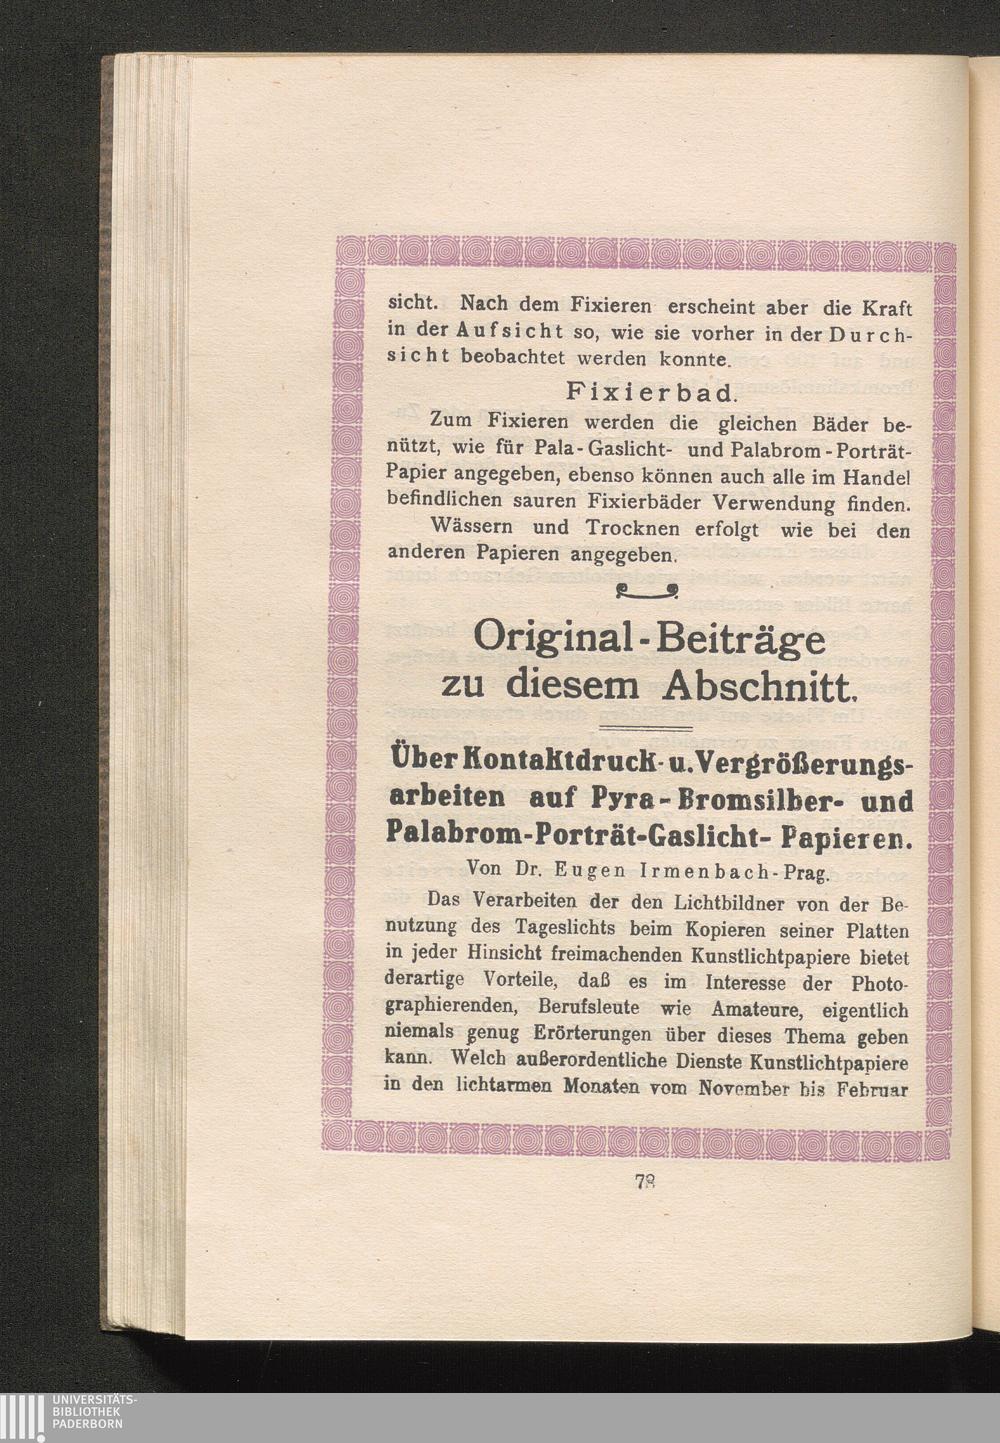 sicht. Nach dem Fixieren erscheint aber die Kraft
in der Aufsicht so, wie sie vorher in der Durch-
sicht beobachtet werden konnte.
Fixierbad.
Zum Fixieren werden die gleichen Bäder be-
nützt, wie für Pala-Gaslicht- und Palabrom-Porträt-
Papier angegeben, ebenso können auch alle im Handel
befindlichen sauren Fixierbäder Verwendung finden.
Wässern und Trocknen erfolgt wie bei den
anderen Papieren angegeben.
Original-Beiträge
zu diesem Abschnitt.
Über Kontaktdruck- u. Vergrößerungs-
arbeiten auf Pyra-Bromsilber- und
Palabrom-Porträt-Gaslicht-Papieren.
Von Dr. Eugen Irmenbach-Prag.
Das Verarbeiten der den Lichtbildner von der Be-
nutzung des Tageslichts beim Kopieren seiner Platten
in jeder Hinsicht freimachenden Kunstlichtpapiere bietet
derartige Vorteile, daß es im Interesse der Photo-
graphierenden, Berufsleute wie Amateure, eigentlich
niemals genug Erörterungen über dieses Thema geben
kann. Welch außerordentliche Dienste Kunstlichtpapiere
in den lichtarmen Monaten vom November bis Februar
78
UNIVERSITÄTS-
BIBLIOTHEK
PADERBORN